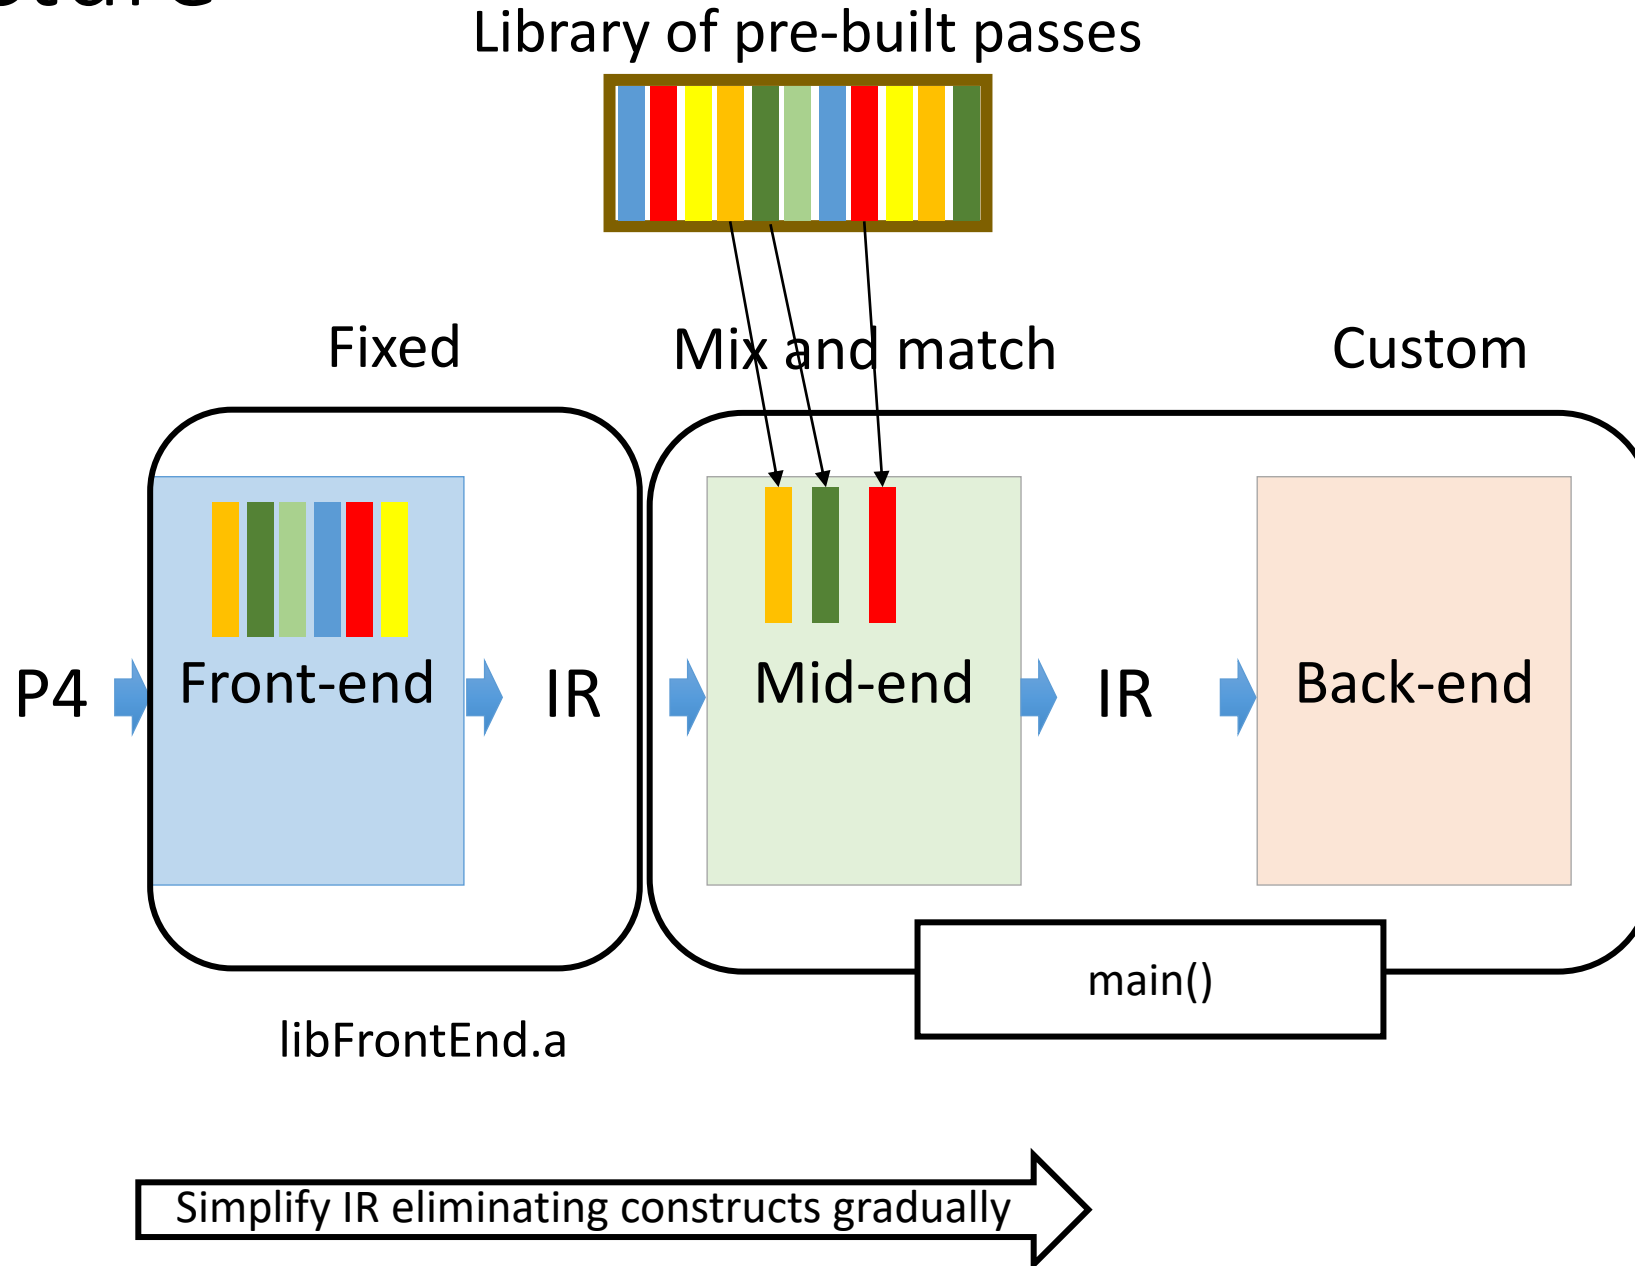 Library of pre-built passes
Fixed
Mix and match
Custom
P4
Front-end
IR
Mid-end
IR
Back-end
main()
libFrontEnd.a
Simplify IR eliminating constructs gradually